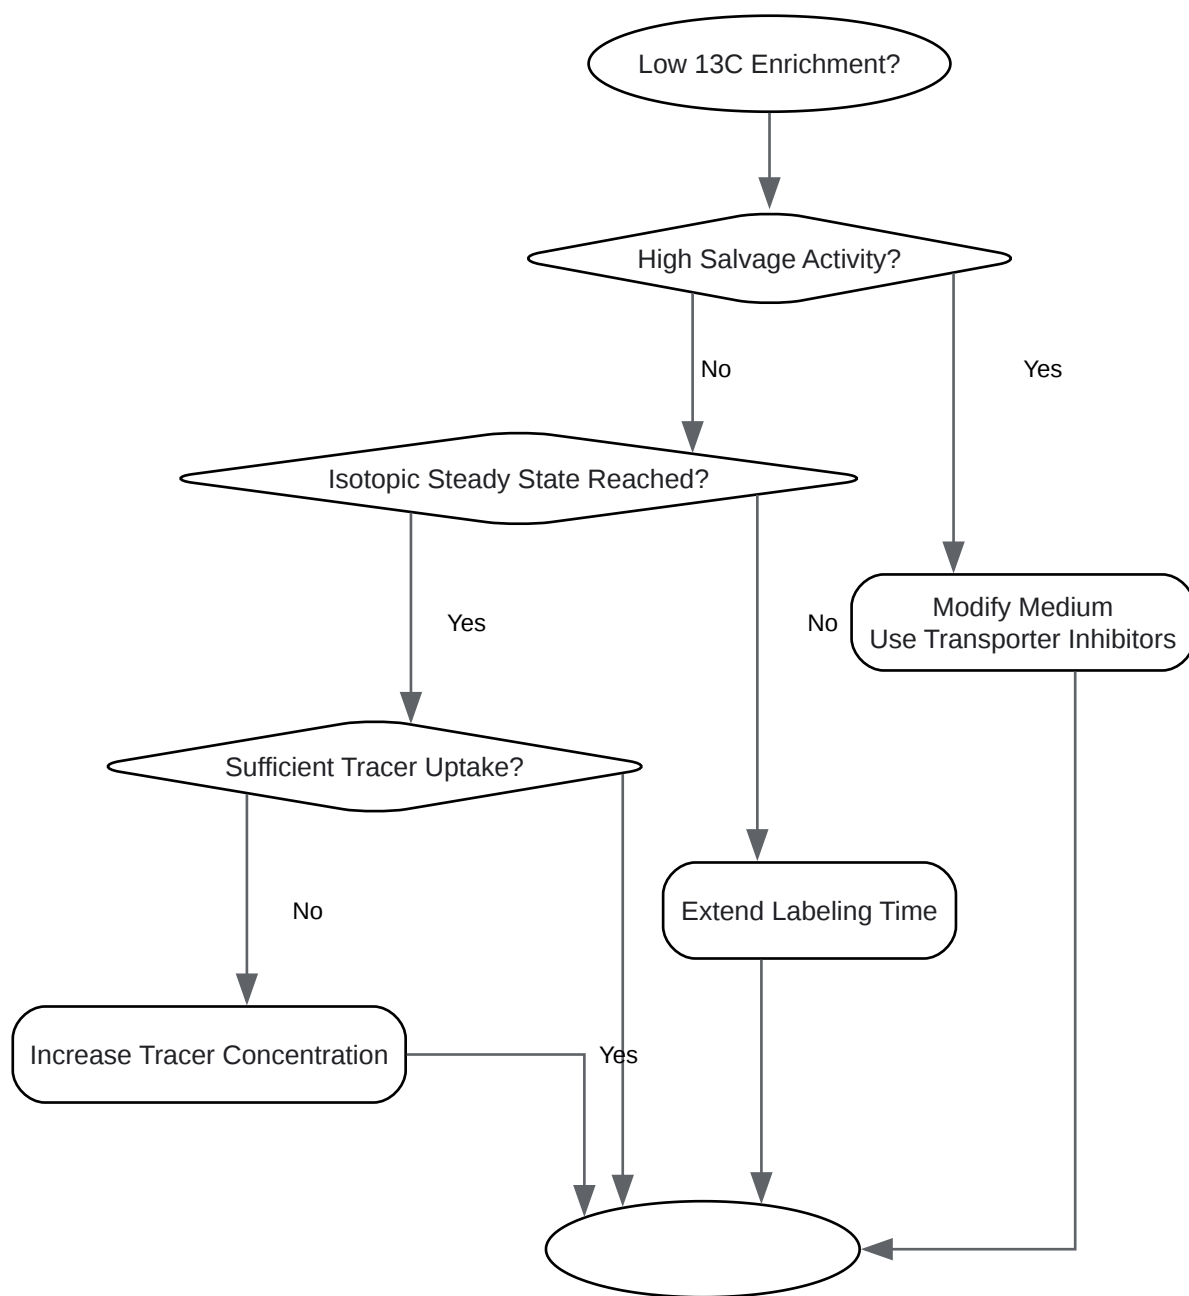 Low 13C Enrichment?
High Salvage Activity?
No
Yes
Isotopic Steady State Reached?
Modify Medium
Use Transporter Inhibitors
Yes
No
Sufficient Tracer Uptake?
No
Extend Labeling Time
Increase Tracer Concentration
Yes